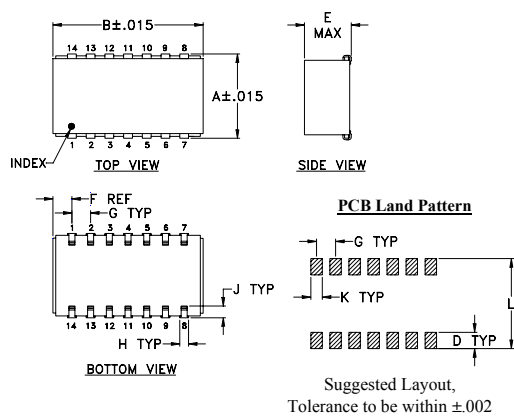 B±.015
E
MAX
14 13 12 11 10 9 8
A±.015
INDEX
1 2 3 4 5 6 7
TOP VIEW
SIDE VIEW
F REF
G TYP
1 2 3 4 5 6 7
J TYP
14 13 12 11 10 9 8
H TYP
BOTTOM VIEW
PCB Land Pattern
G TYP
K TYP
L
D TYP
Suggested Layout,
Tolerance to be within ±.002